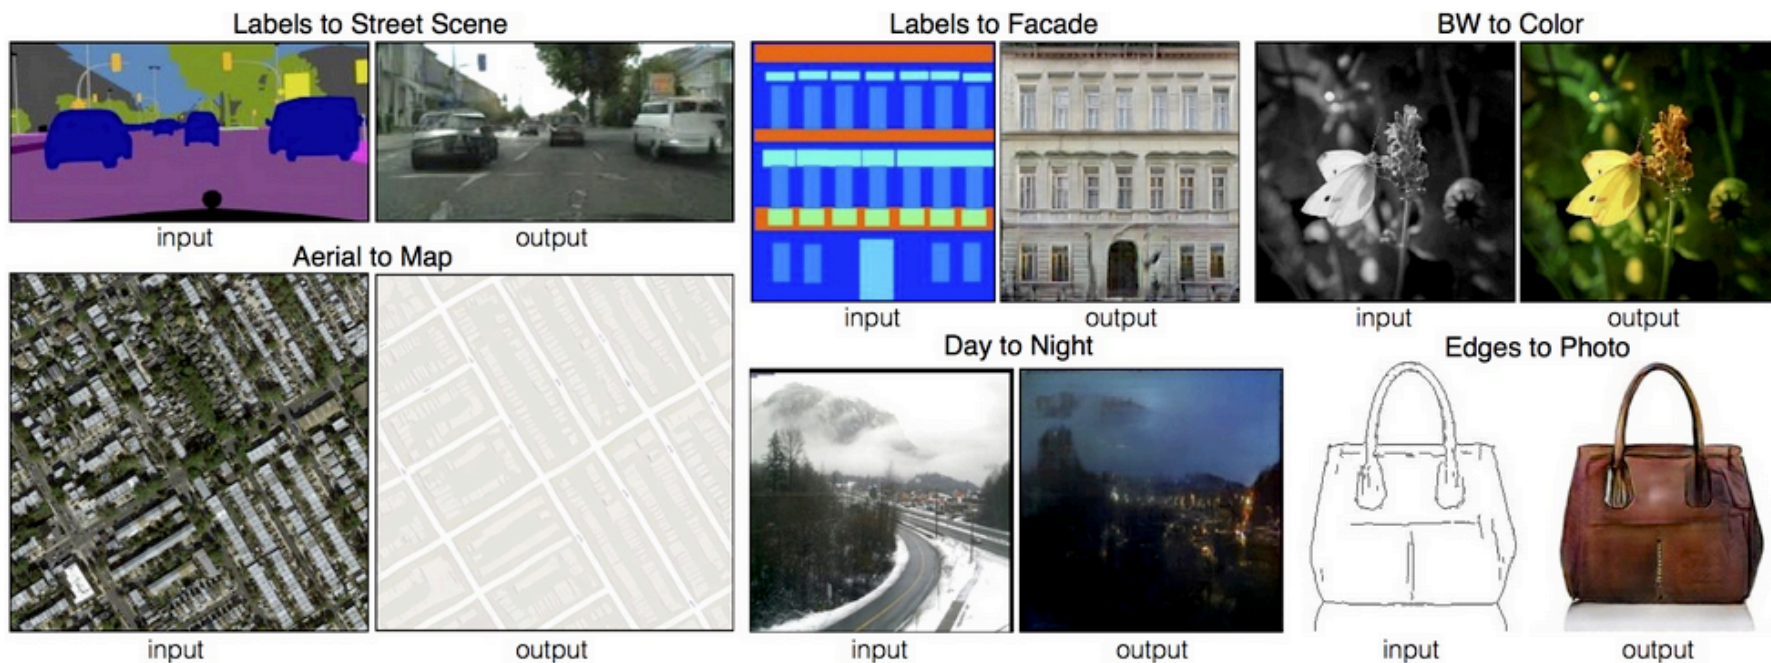 Labels to Street Scene
input
output
Aerial to Map
input
output
Labels to Facade
input
output
Day to Night
input
output
BW to Color
input
output
Edges to Photo
input
output